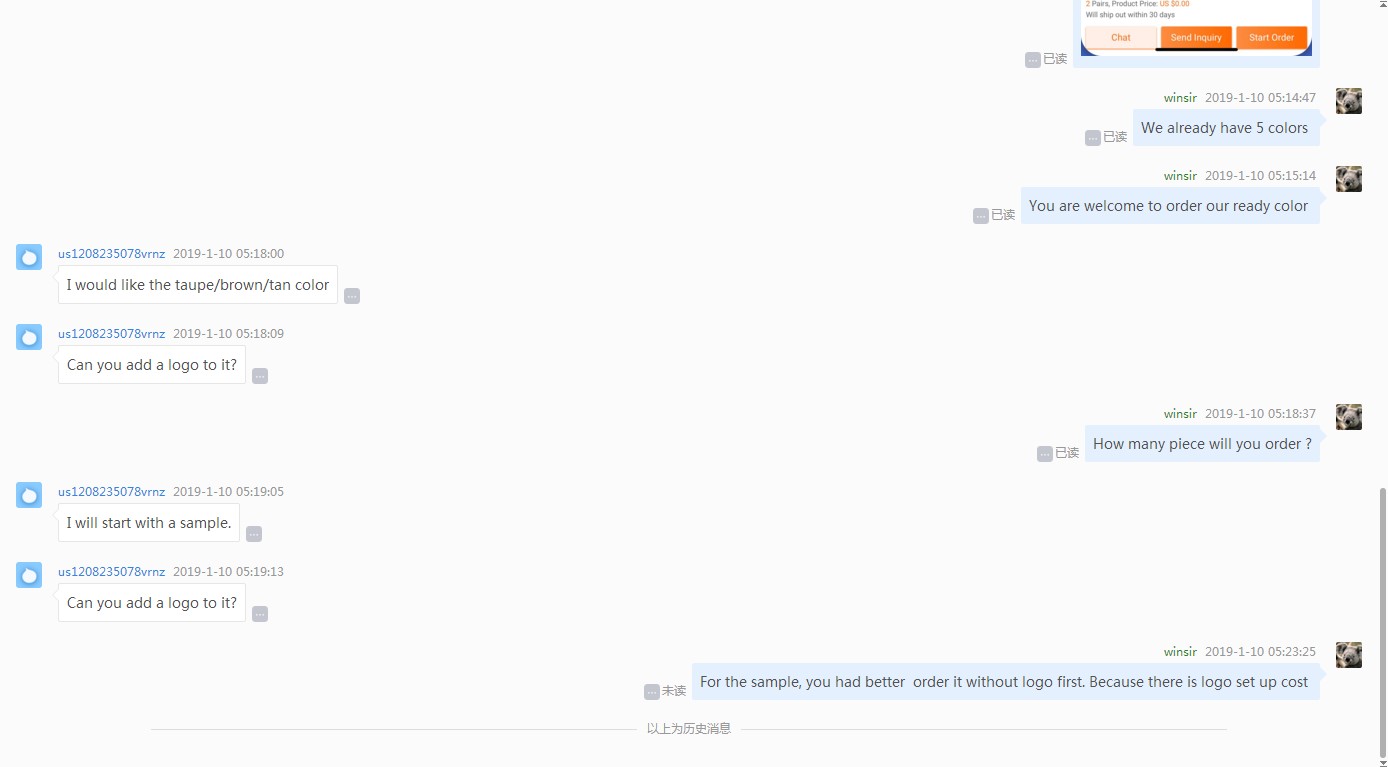 2 Pairs, Product Price: US $0.00
Will ship out within 30 days
Chat
Send Inquiry
Start Order
已读
winsir 2019-1-10 05:14:47
We already have 5 colors
已读
winsir 2019-1-10 05:15:14
You are welcome to order our ready color
已读
us1208235078vrnz 2019-1-10 05:18:00
I would like the taupe/brown/tan color
us1208235078vrnz 2019-1-10 05:18:09
Can you add a logo to it?
winsir 2019-1-10 05:18:37
How many piece will you order ?
已读
us1208235078vrnz 2019-1-10 05:19:05
I will start with a sample.
us1208235078vrnz 2019-1-10 05:19:13
Can you add a logo to it?
winsir 2019-1-10 05:23:25
For the sample, you had better  order it without logo first. Because there is logo set up cost
未读
以上为历史消息